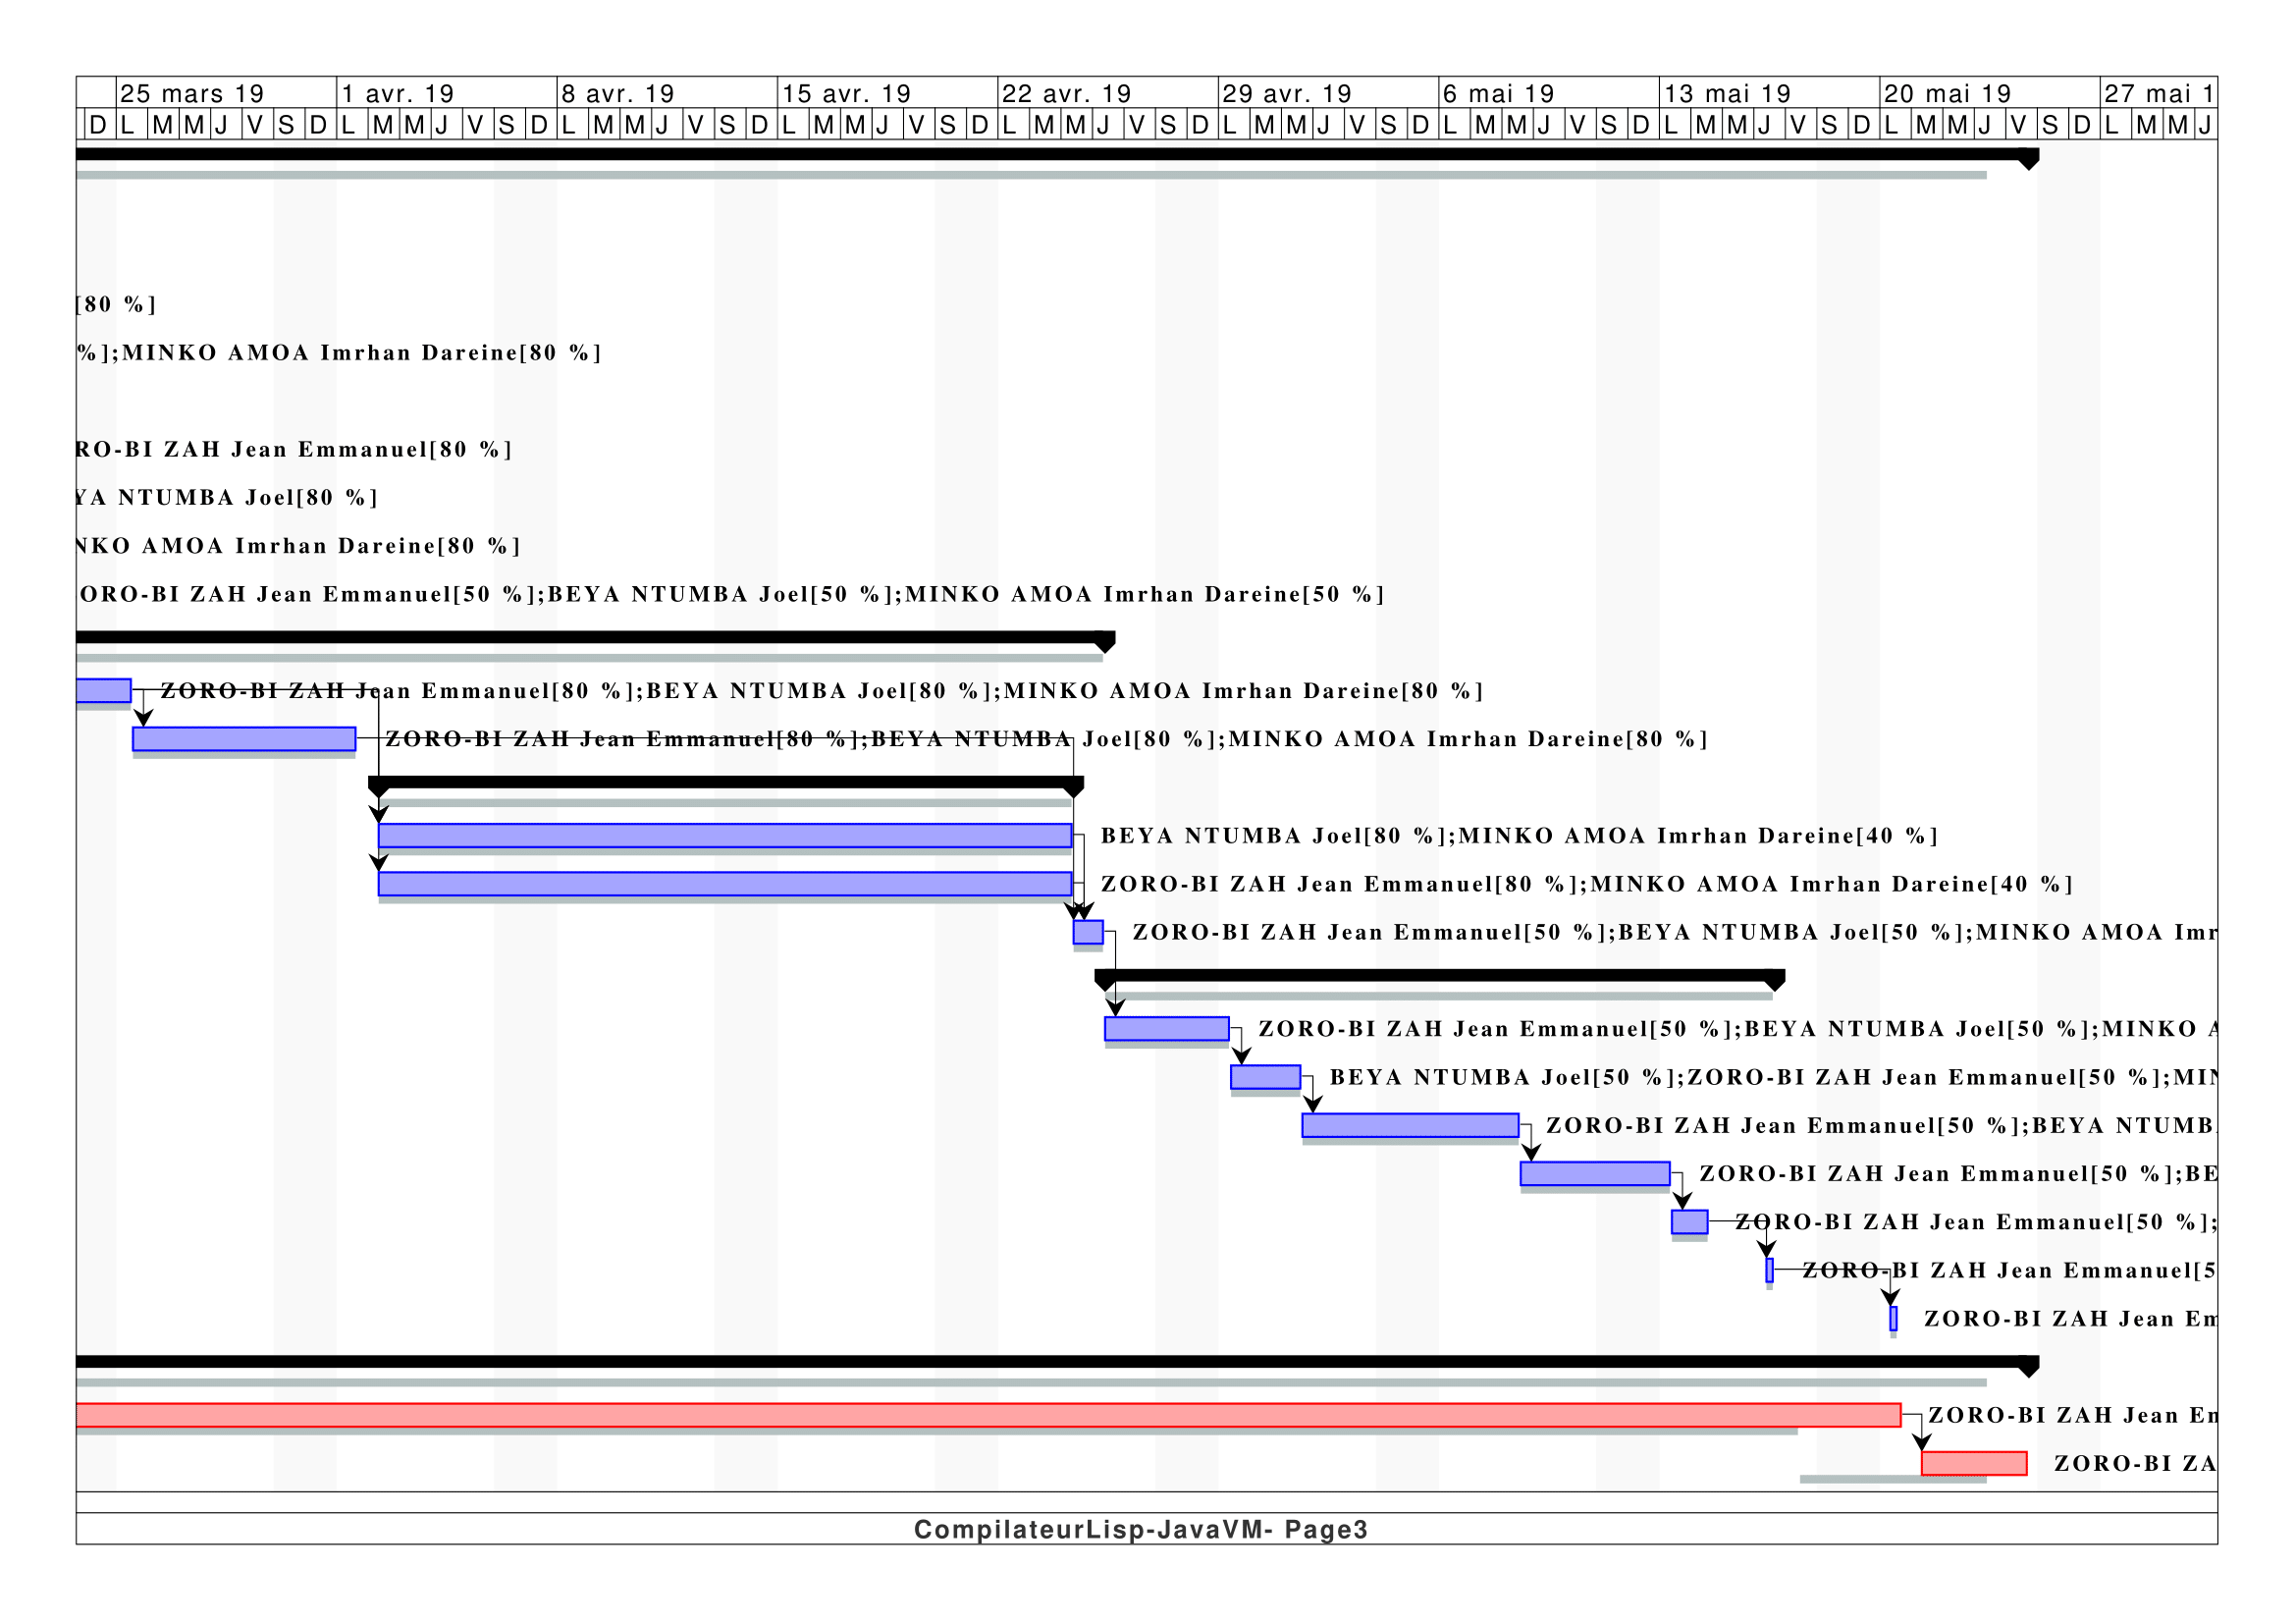 25 mars 19 1 avr. 19 8 avr. 19 15 avr. 19 22 avr. 19 29 avr. 19 6 mai 19 13 mai 19 20 mai 19 27 mai 1
D L M M J V S D L M M J V S D L M M J V S D L M M J V S D L M M J V S D L M M J V S D L M M J V S D L M M J V S D L M M J V S D L M M J
[80 %]
%];MINKO AMOA Imrhan Dareine[80 %]
RO-BI ZAH Jean Emmanuel[80 %]
YA NTUMBA Joel[80 %]
NKO AMOA Imrhan Dareine[80 %]
ORO-BI ZAH Jean Emmanuel[50 %];BEYA NTUMBA Joel[50 %];MINKO AMOA Imrhan Dareine[50 %]
ZORO-BI ZAH Jean Emmanuel[80 %];BEYA NTUMBA Joel[80 %];MINKO AMOA Imrhan Dareine[80 %]
ZORO-BI ZAH Jean Emmanuel[80 %];BEYA NTUMBA Joel[80 %];MINKO AMOA Imrhan Dareine[80 %]
BEYA NTUMBA Joel[80 %];MINKO AMOA Imrhan Dareine[40 %]
ZORO-BI ZAH Jean Emmanuel[80 %];MINKO AMOA Imrhan Dareine[40 %]
ZORO-BI ZAH Jean Emmanuel[50 %];BEYA NTUMBA Joel[50 %];MINKO AMOA Imr
ZORO-BI ZAH Jean Emmanuel[50 %];BEYA NTUMBA Joel[50 %];MINKO A
BEYA NTUMBA Joel[50 %];ZORO-BI ZAH Jean Emmanuel[50 %];MIN
ZORO-BI ZAH Jean Emmanuel[50 %];BEYA NTUMB
ZORO-BI ZAH Jean Emmanuel[50 %];BE
ZORO-BI ZAH Jean Emmanuel[50 %];
ZORO-BI ZAH Jean Emmanuel[5
ZORO-BI ZAH Jean Em
ZORO-BI ZAH Jean Em
ZORO-BI ZA
CompilateurLisp-JavaVM- Page3